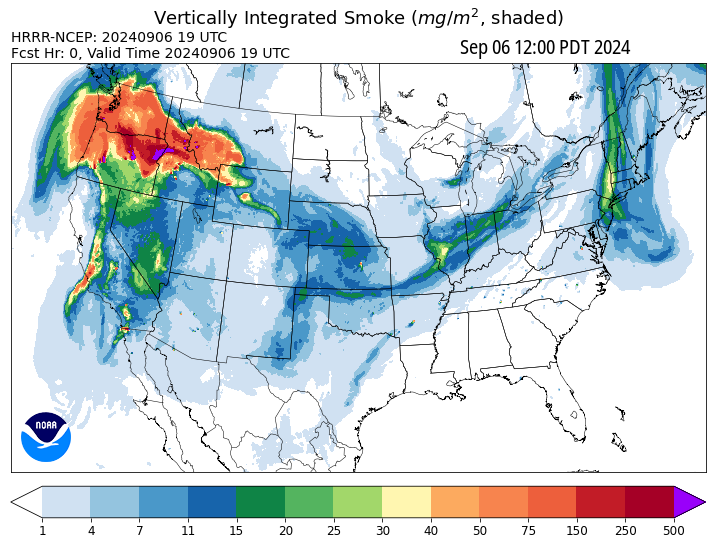 Vertically Integrated Smoke (mg/m², shaded)
HRRR-NCEP: 20240906 19 UTC
Fcst Hr: 0, Valid Time 20240906 19 UTC
Sep 06 12:00 PDT 2024
NOAA
1 4 7 11 15 20 25 30 40 50 75 150 250 500